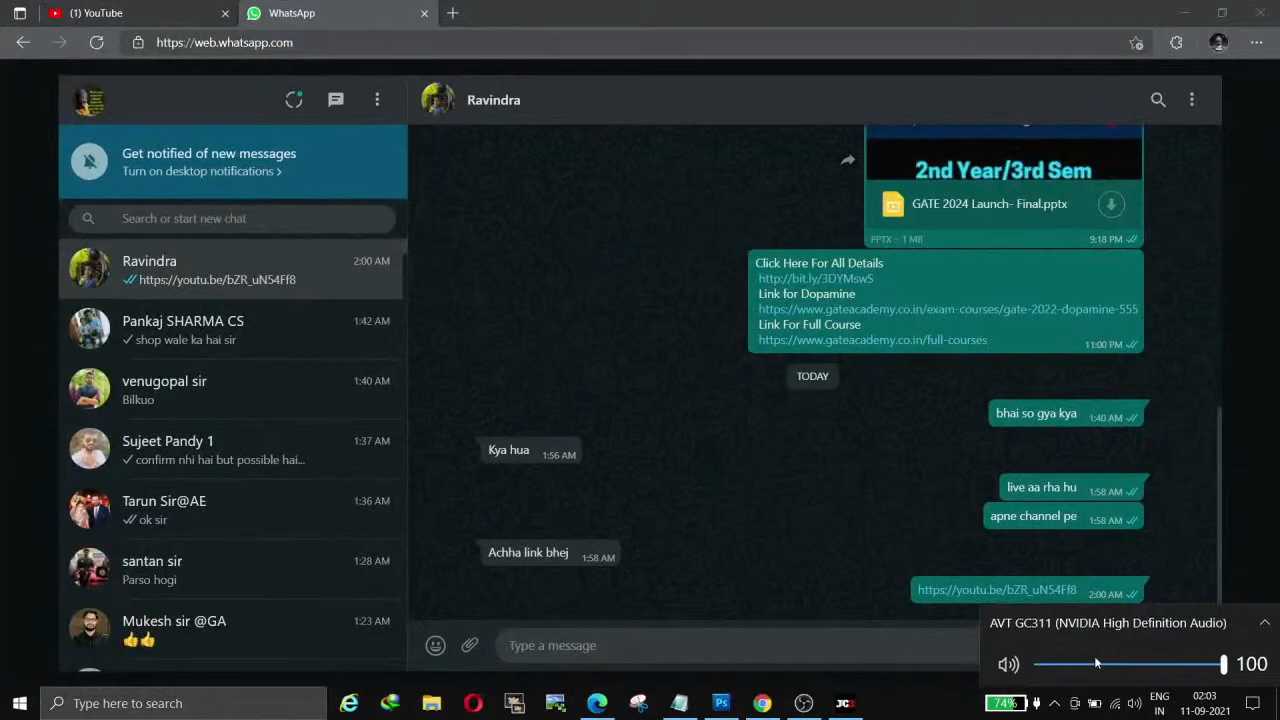 (1) YouTube
WhatsApp
https://web.whatsapp.com
Ravindra
Get notified of new messages
Turn on desktop notifications >
Search or start new chat
Ravindra
2:00 AM
https://youtu.be/bZR_uN54Ff8
Pankaj SHARMA CS
1:42 AM
shop wale ka hai sir
venugopal sir
1:40 AM
Bilkuo
Sujeet Pandy 1
1:37 AM
confirm nhi hai but possible hai...
Tarun Sir@AE
1:36 AM
ok sir
santan sir
1:28 AM
Parso hogi
Mukesh sir @GA
1:23 AM
2nd Year/3rd Sem
GATE 2024 Launch- Final.pptx
PPTX • 1 MB
9:18 PM
Click Here For All Details
http://bit.ly/3DYMswS
Link for Dopamine
https://www.gateacademy.co.in/exam-courses/gate-2022-dopamine-555
Link For Full Course
https://www.gateacademy.co.in/full-courses
11:00 PM
TODAY
bhai so gya kya
1:40 AM
Kya hua
1:56 AM
live aa rha hu
1:58 AM
apne channel pe
1:58 AM
Achha link bhej
1:58 AM
https://youtu.be/bZR_uN54Ff8
2:00 AM
Type a message
AVT GC311 (NVIDIA High Definition Audio)
100
Type here to search
Ps
JC3
74%
ENG
IN
02:03
11-09-2021